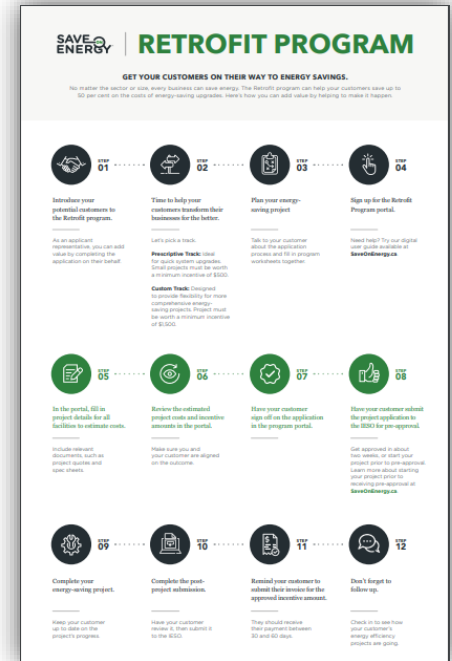 SAVE ON
ENERGY
RETROFIT PROGRAM
GET YOUR CUSTOMERS ON THEIR WAY TO ENERGY SAVINGS.
No matter the sector or size, every business can save energy. The Retrofit program can help your customers save up to
50 per cent on the costs of energy-saving upgrades. Here's how you can add value by helping to make it happen.
STEP
01
STEP
02
STEP
03
STEP
04
Introduce your
potential customers to
the Retrofit program.
As an applicant
representative, you can add
value by completing the
application on their behalf
Time to help your
customers transform their
businesses for the better.
Let's pick a track.
Prescriptive Track: Ideal
for quick system upgrades.
Small projects must be worth
a minimum incentive of $500.
Custom Track: Designed
to provide flexibility for more
comprehensive energy-
saving projects. Project must
be worth a minimum incentive
of $1,500.
Plan your energy-
saving project
Talk to your customer
about the application
process and fill in program
worksheets together.
Sign up for the Retrofit
Program portal.
Need help? Try our digital
user guide available at
SaveOnEnergy.ca.
STEP
05
STEP
06
STEP
07
STEP
08
In the portal, fill in
project details for all
facilities to estimate costs.
Include relevant
documents, such as
project quotes and
spec sheets.
Review the estimated
project costs and incentive
amounts in the portal.
Make sure you and
your customer are aligned
on the outcome.
Have your customer
sign off on the application
in the program portal.
Have your customer submit
the project application to
the IESO for pre-approval.
Get approved in about
two weeks, or start your
project prior to pre-approval.
Learn more about starting
your project prior to
receiving pre-approval at
SaveOnEnergy.ca.
STEP
09
STEP
10
STEP
11
STEP
12
Complete your
energy-saving project.
Keep your customer
up to date on the
project's progress.
Complete the post-
project submission.
Have your customer
review it, then submit it
to the IESO.
Remind your customer to
submit their invoice for the
approved incentive amount.
They should receive
their payment between
30 and 60 days.
Don't forget to
follow up.
Check in to see how
your customer's
energy efficiency
projects are going.